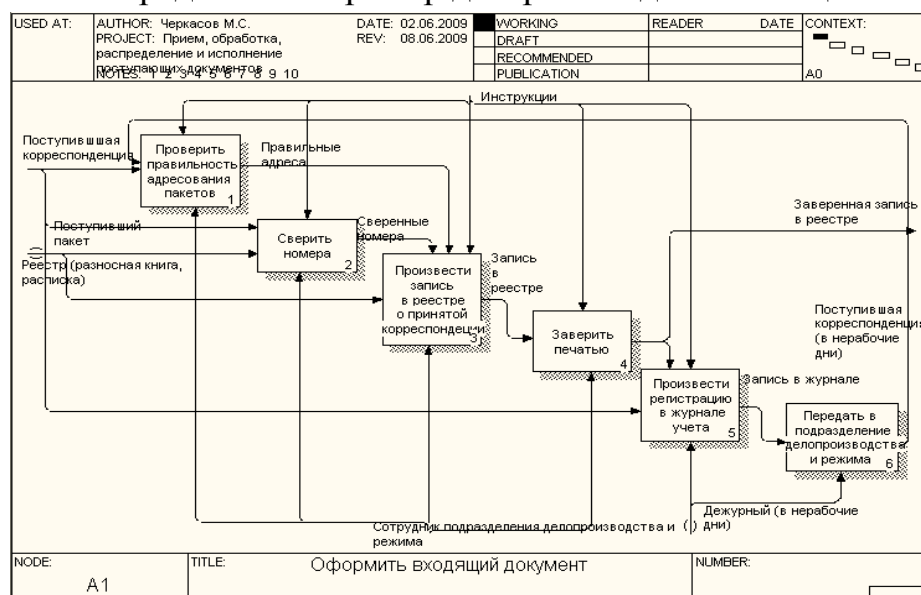 USED AT:
AUTHOR: Черкасов М.С.
DATE: 02.06.2009
PROJECT: Прием, обработка,
REV: 08.06.2009
распределение и исполнение
поступающих документов
NOTES: 1 2 3 4 5 6 7 8 9 10
WORKING
DRAFT
RECOMMENDED
PUBLICATION
READER
DATE
CONTEXT:
A0
Инструкции
Поступившшая
корреспонденция
Проверить
правильность
адресования
пакетов
1
Правильные
адреса
Поступивший
пакет
Сверить
номера
2
Сверенные
номера
Заверенная запись
в реестре
Реестр (разносная книга,
расписка)
Произвести
запись
в реестре
о принятой
корреспондеции
3
Запись
в
реестре
Заверить
печатью
4
Поступившая
корреспонденция
(в нерабочие
дни)
Произвести
регистрацию
в журнале
учета
5
Запись в журнале
Передать в
подразделение
делопроизводства
и режима
6
Сотрудник подразделения делопроизводства и
режима
Дежурный (в нерабочие
дни)
NODE:
A1
TITLE:
Оформить входящий документ
NUMBER: